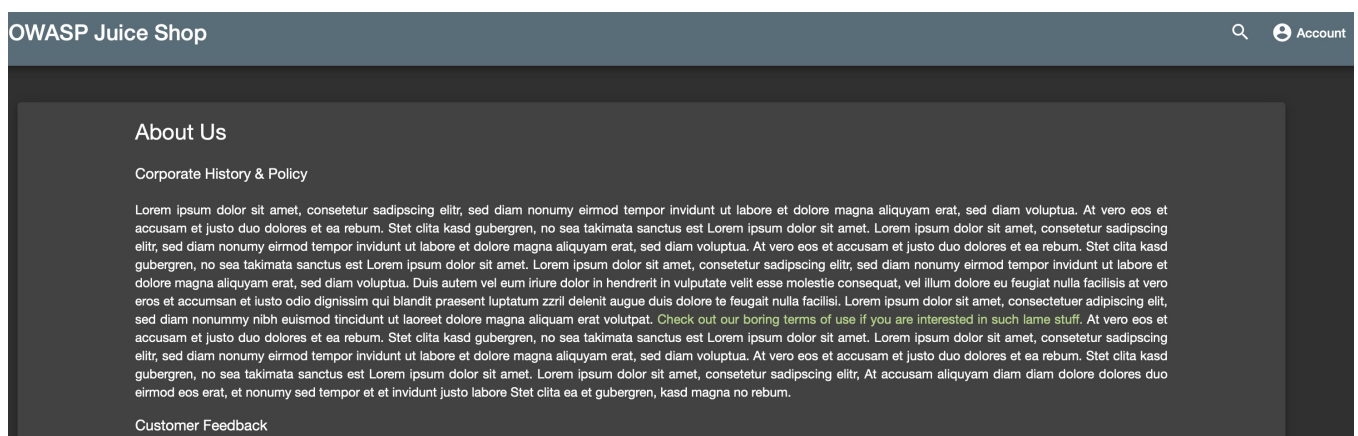 OWASP Juice Shop
Account
About Us
Corporate History & Policy
Lorem ipsum dolor sit amet, consetetur sadipscing elitr, sed diam nonumy eirmod tempor invidunt ut labore et dolore magna aliquyam erat, sed diam voluptua. At vero eos et
accusam et justo duo dolores et ea rebum. Stet clita kasd gubergren, no sea takimata sanctus est Lorem ipsum dolor sit amet. Lorem ipsum dolor sit amet, consetetur sadipscing
elitr, sed diam nonumy eirmod tempor invidunt ut labore et dolore magna aliquyam erat, sed diam voluptua. At vero eos et accusam et justo duo dolores et ea rebum. Stet clita kasd
gubergren, no sea takimata sanctus est Lorem ipsum dolor sit amet. Lorem ipsum dolor sit amet, consetetur sadipscing elitr, sed diam nonumy eirmod tempor invidunt ut labore et
dolore magna aliquyam erat, sed diam voluptua. Duis autem vel eum iriure dolor in hendrerit in vulputate velit esse molestie consequat, vel illum dolore eu feugiat nulla facilisis at vero
eros et accumsan et iusto odio dignissim qui blandit praesent luptatum zzril delenit augue duis dolore te feugait nulla facilisi. Lorem ipsum dolor sit amet, consectetuer adipiscing elit,
sed diam nonummy nibh euismod tincidunt ut laoreet dolore magna aliquam erat volutpat. Check out our boring terms of use if you are interested in such lame stuff. At vero eos et
accusam et justo duo dolores et ea rebum. Stet clita kasd gubergren, no sea takimata sanctus est Lorem ipsum dolor sit amet. Lorem ipsum dolor sit amet, consetetur sadipscing
elitr, sed diam nonumy eirmod tempor invidunt ut labore et dolore magna aliquyam erat, sed diam voluptua. At vero eos et accusam et justo duo dolores et ea rebum. Stet clita kasd
gubergren, no sea takimata sanctus est Lorem ipsum dolor sit amet. Lorem ipsum dolor sit amet, consetetur sadipscing elitr, At accusam aliquyam diam diam dolore dolores duo
eirmod eos erat, et nonumy sed tempor et et invidunt justo labore Stet clita ea et gubergren, kasd magna no rebum.
Customer Feedback